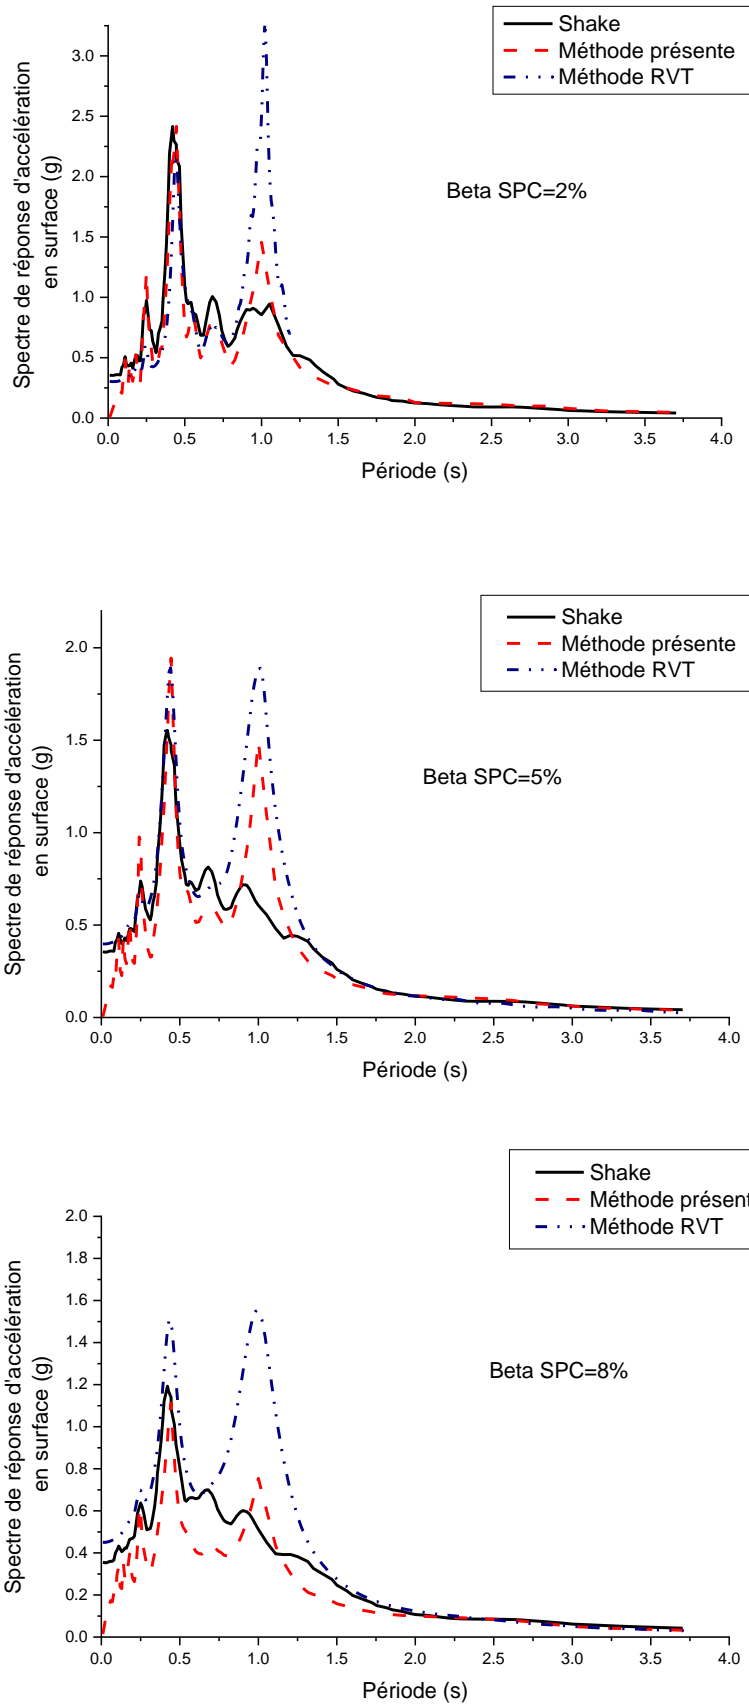 Shake
Méthode présente
Méthode RVT
Beta SPC=2%
Spectre de réponse d'accélération
en surface (g)
3.0
2.5
2.0
1.5
1.0
0.5
0.0
0.0 0.5 1.0 1.5 2.0 2.5 3.0 3.5 4.0
Période (s)
Shake
Méthode présente
Méthode RVT
Beta SPC=5%
Spectre de réponse d'accélération
en surface (g)
2.0
1.5
1.0
0.5
0.0
0.0 0.5 1.0 1.5 2.0 2.5 3.0 3.5 4.0
Période (s)
Shake
Méthode présent
Méthode RVT
Beta SPC=8%
Spectre de réponse d'accélération
en surface (g)
2.0
1.8
1.6
1.4
1.2
1.0
0.8
0.6
0.4
0.2
0.0
0.0 0.5 1.0 1.5 2.0 2.5 3.0 3.5 4.0
Période (s)